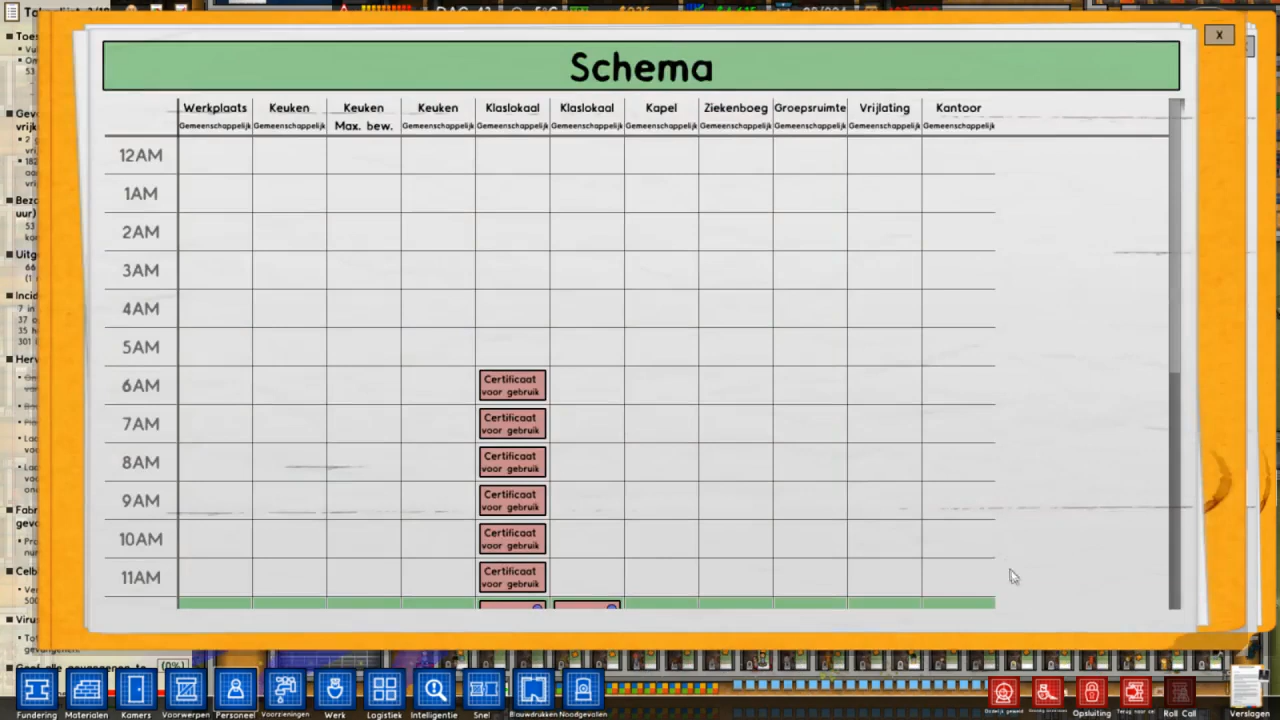 X
Schema
Werkplaats Keuken Keuken Keuken Klaslokaal Klaslokaal Kapel Ziekenboeg Groepsruimte Vrijlating Kantoor
Gemeenschappelijk Gemeenschappelijk Max. bew. Gemeenschappelijk Gemeenschappelijk Gemeenschappelijk Gemeenschappelijk Gemeenschappelijk Gemeenschappelijk Gemeenschappelijk Gemeenschappelijk
12AM
1AM
2AM
3AM
4AM
5AM
6AM Certificaat
voor gebruik
7AM Certificaat
voor gebruik
8AM Certificaat
voor gebruik
9AM Certificaat
voor gebruik
10AM Certificaat
voor gebruik
11AM Certificaat
voor gebruik
(0%)
Fundering Materialen Kamers Voorwerpen Personeel Voorzieningen Werk Logistiek Intelligentie Snel Blauwdrukken Noodgevallen Opsluiting Roll Call Verslagen